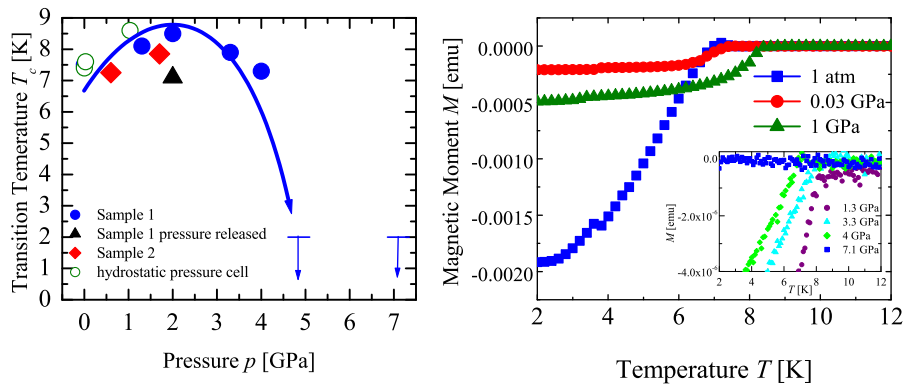 Transition Temerature T_c [K]
9
8
7
6
5
4
3
2
1
0
Sample 1
Sample 1 pressure released
Sample 2
hydrostatic pressure cell
0 1 2 3 4 5 6 7
Pressure p [GPa]
Magnetic Moment M [emu]
0.0000
-0.0005
-0.0010
-0.0015
-0.0020
1 atm
0.03 GPa
1 GPa
M [emu]
0.0
-2.0x10⁻⁶
-4.0x10⁻⁶
1.3 GPa
3.3 GPa
4 GPa
7.1 GPa
2 4 6 8 10 12
T [K]
2 4 6 8 10 12
Temperature T [K]